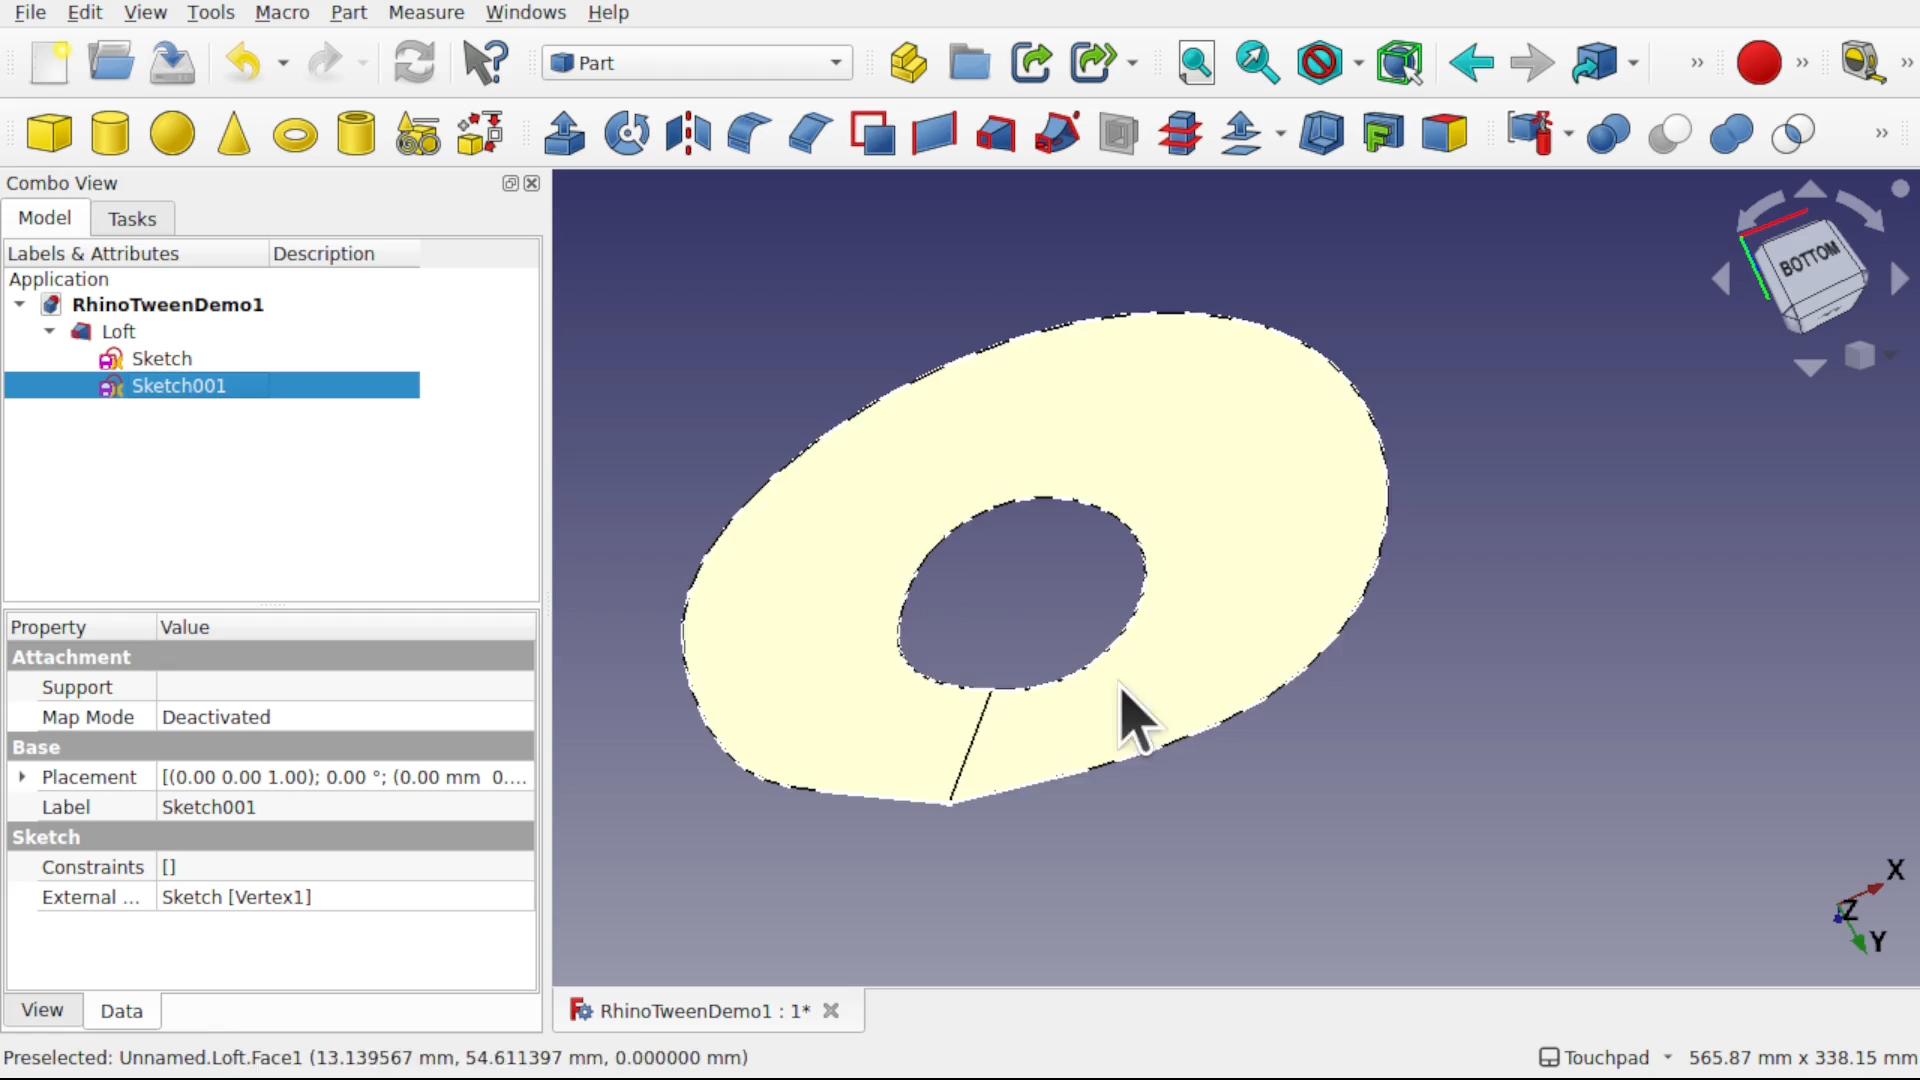 File Edit View Tools Macro Part Measure Windows Help
Part
Combo View
Model Tasks
Labels & Attributes Description
Application
RhinoTweenDemo1
Loft
Sketch
Sketch001
Property Value
Attachment
Support
Map Mode Deactivated
Base
Placement [(0.00 0.00 1.00); 0.00 °; (0.00 mm 0....
Label Sketch001
Sketch
Constraints []
External ... Sketch [Vertex1]
View Data
BOTTOM
X
Z
Y
RhinoTweenDemo1 : 1*
Preselected: Unnamed.Loft.Face1 (13.139567 mm, 54.611397 mm, 0.000000 mm)
Touchpad 565.87 mm x 338.15 mm